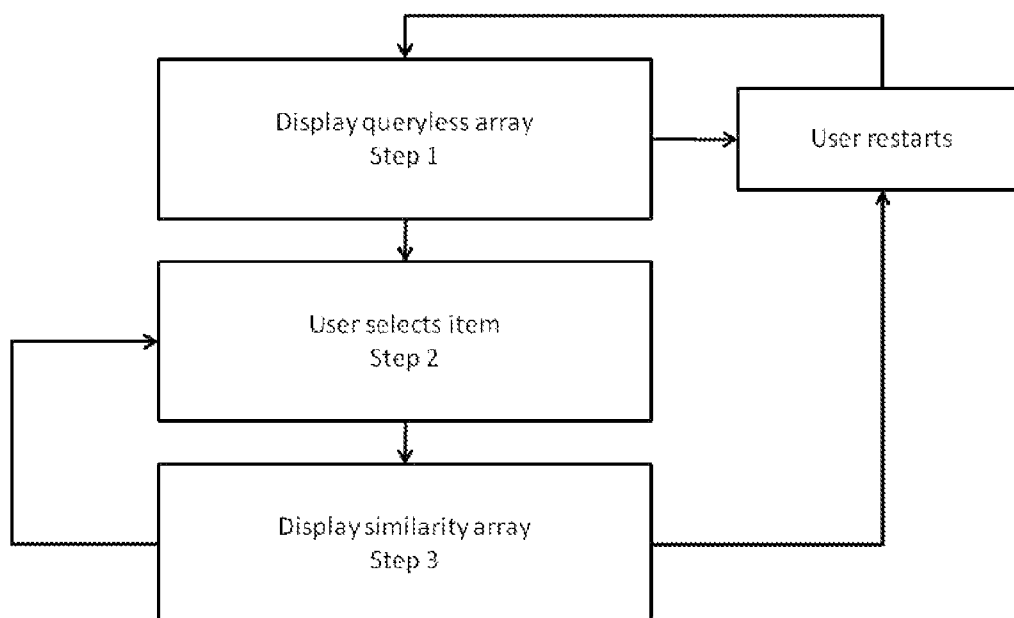 Display queryless array
Step 1
User restarts
User selects item
Step 2
Display similarity array
Step 3